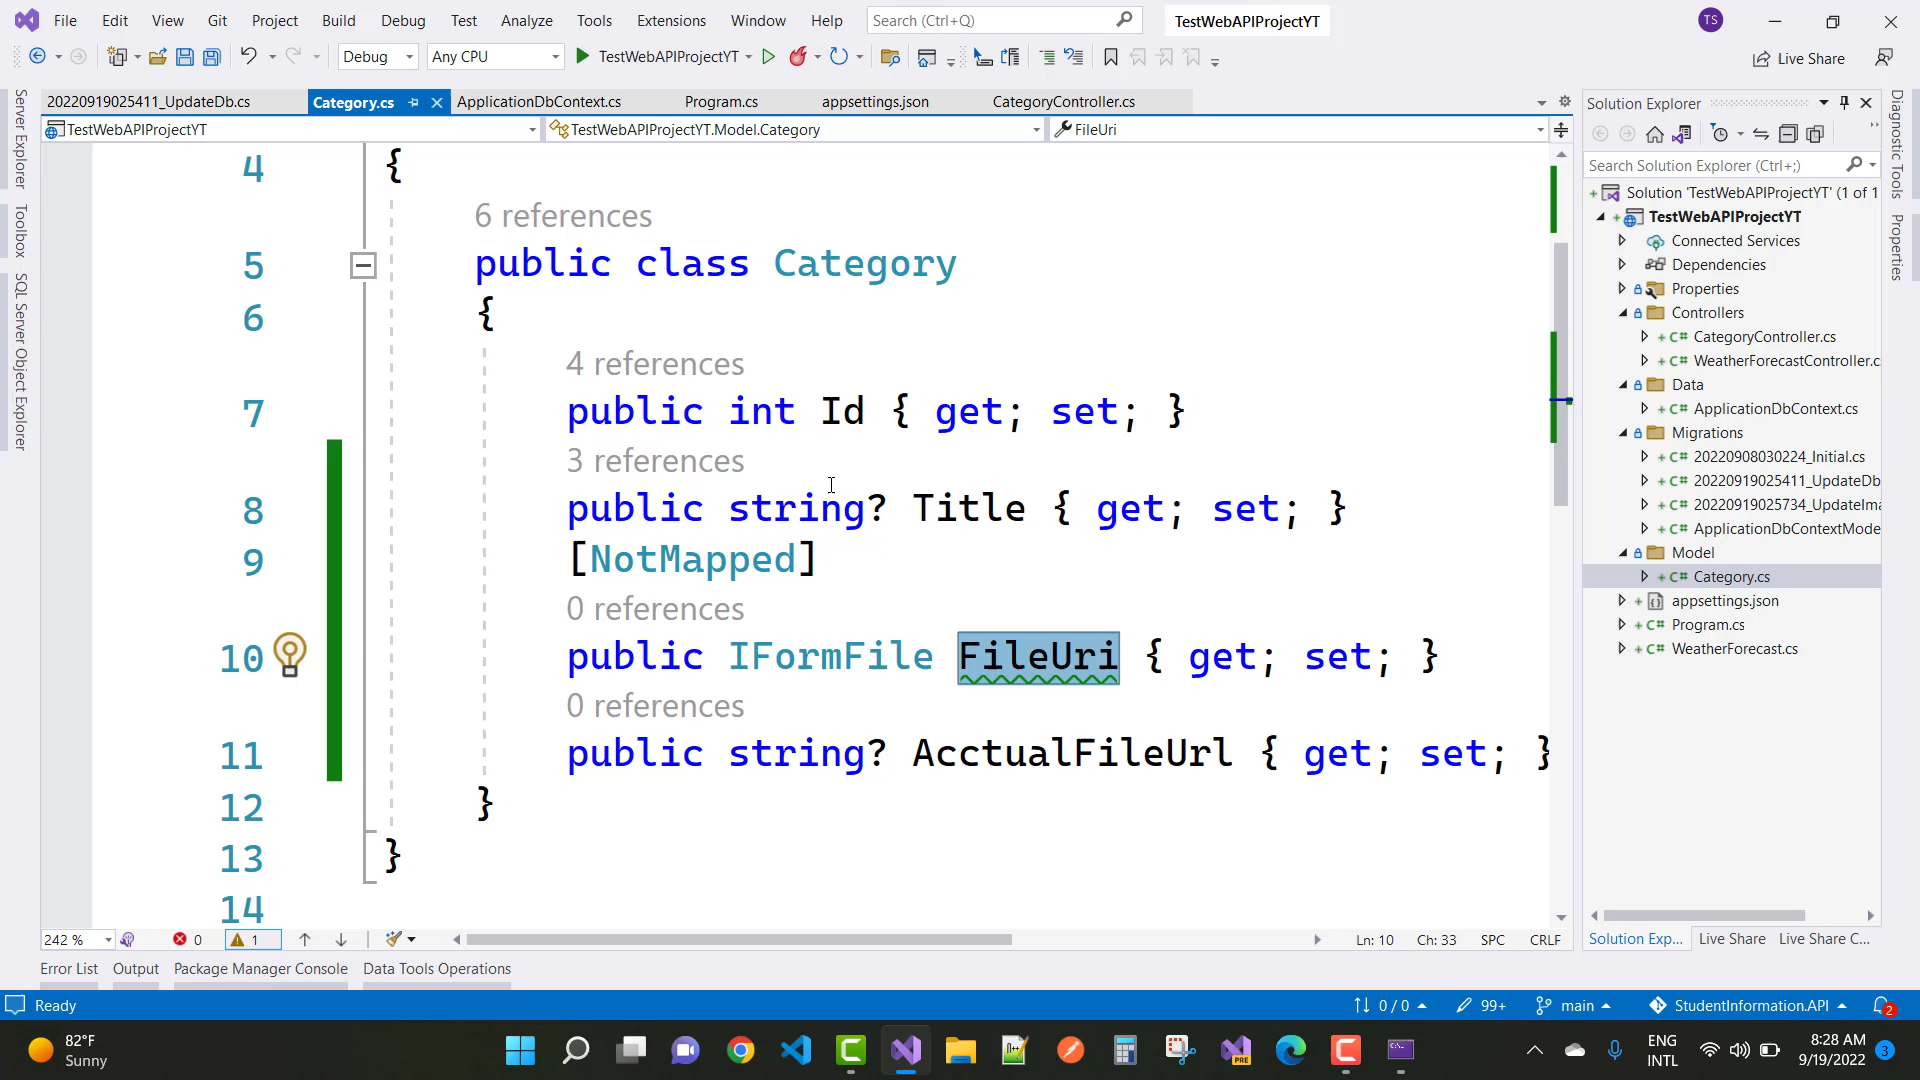 File Edit View Git Project Build Debug Test Analyze Tools Extensions Window Help Search (Ctrl+Q) TestWebAPIProjectYT TS
Debug Any CPU TestWebAPIProjectYT Live Share
20220919025411_UpdateDb.cs Category.cs ApplicationDbContext.cs Program.cs appsettings.json CategoryController.cs
TestWebAPIProjectYT TestWebAPIProjectYT.Model.Category FileUri
Server Explorer
Toolbox
SQL Server Object Explorer
4 {
6 references
5 public class Category
6 {
4 references
7 public int Id { get; set; }
3 references
8 public string? Title { get; set; }
9 [NotMapped]
0 references
10 public IFormFile FileUri { get; set; }
0 references
11 public string? AcctualFileUrl { get; set; }
12 }
13 }
14
242 % 0 1 Ln: 10 Ch: 33 SPC CRLF
Solution Explorer
Search Solution Explorer (Ctrl+;)
Solution 'TestWebAPIProjectYT' (1 of 1
TestWebAPIProjectYT
Connected Services
Dependencies
Properties
Controllers
C# CategoryController.cs
C# WeatherForecastController.c
Data
C# ApplicationDbContext.cs
Migrations
C# 20220908030224_Initial.cs
C# 20220919025411_UpdateDb
C# 20220919025734_UpdateIma
C# ApplicationDbContextMode
Model
C# Category.cs
appsettings.json
C# Program.cs
C# WeatherForecast.cs
Solution Exp... Live Share Live Share C...
Diagnostic Tools
Properties
Error List Output Package Manager Console Data Tools Operations
Ready 0 / 0 99+ main StudentInformation.API 2
82°F
Sunny
PRE
ENG
INTL
8:28 AM
9/19/2022
3